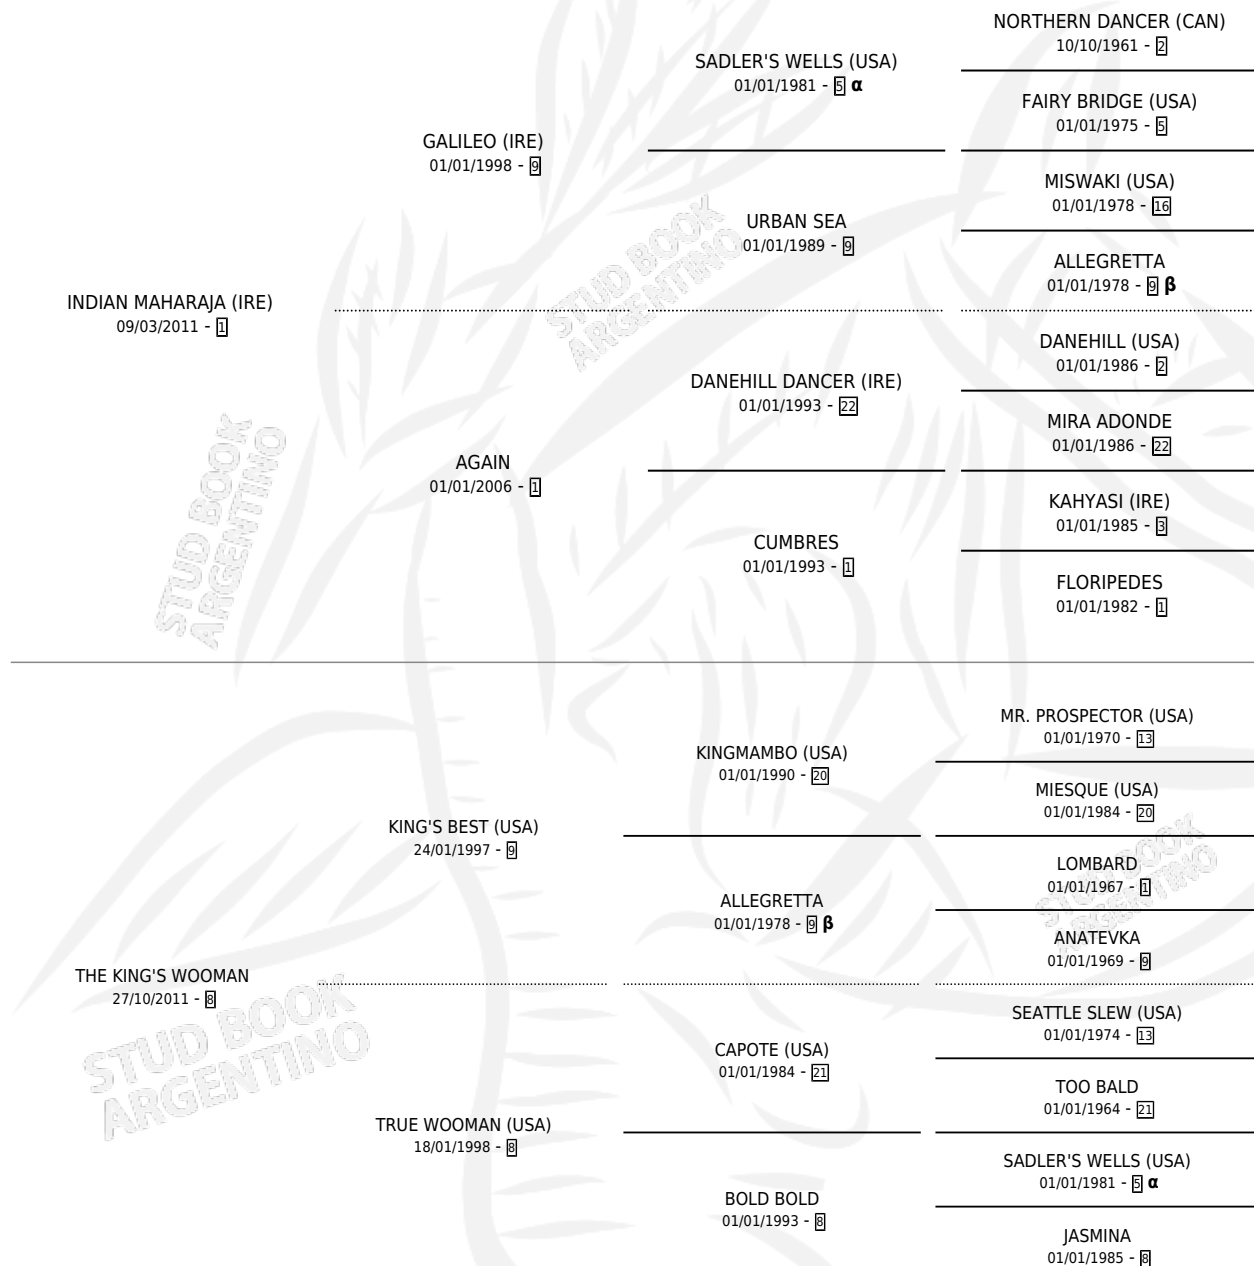 NORTHERN DANCER (CAN)
10/10/1961 - 2
SADLER'S WELLS (USA)
01/01/1981 - 5 α
FAIRY BRIDGE (USA)
01/01/1975 - 5
GALILEO (IRE)
01/01/1998 - 9
MISWAKI (USA)
01/01/1978 - 16
URBAN SEA
01/01/1989 - 9
ALLEGRETTA
01/01/1978 - 9 β
INDIAN MAHARAJA (IRE)
09/03/2011 - 1
DANEHILL (USA)
01/01/1986 - 2
DANEHILL DANCER (IRE)
01/01/1993 - 22
MIRA ADONDE
01/01/1986 - 22
AGAIN
01/01/2006 - 1
KAHYASI (IRE)
01/01/1985 - 3
CUMBRES
01/01/1993 - 1
FLORIPEDES
01/01/1982 - 1
MR. PROSPECTOR (USA)
01/01/1970 - 13
KINGMAMBO (USA)
01/01/1990 - 20
MIESQUE (USA)
01/01/1984 - 20
KING'S BEST (USA)
24/01/1997 - 9
LOMBARD
01/01/1967 - 1
ALLEGRETTA
01/01/1978 - 9 β
ANATEVKA
01/01/1969 - 9
THE KING'S WOOMAN
27/10/2011 - 8
SEATTLE SLEW (USA)
01/01/1974 - 13
CAPOTE (USA)
01/01/1984 - 21
TOO BALD
01/01/1964 - 21
TRUE WOOMAN (USA)
18/01/1998 - 8
SADLER'S WELLS (USA)
01/01/1981 - 5 α
BOLD BOLD
01/01/1993 - 8
JASMINA
01/01/1985 - 8
STUD BOOK
ARGENTINO
STUD BOOK
ARGENTINO
STUD BOOK
ARGENTINO
STUD BOOK
ARGENTINO